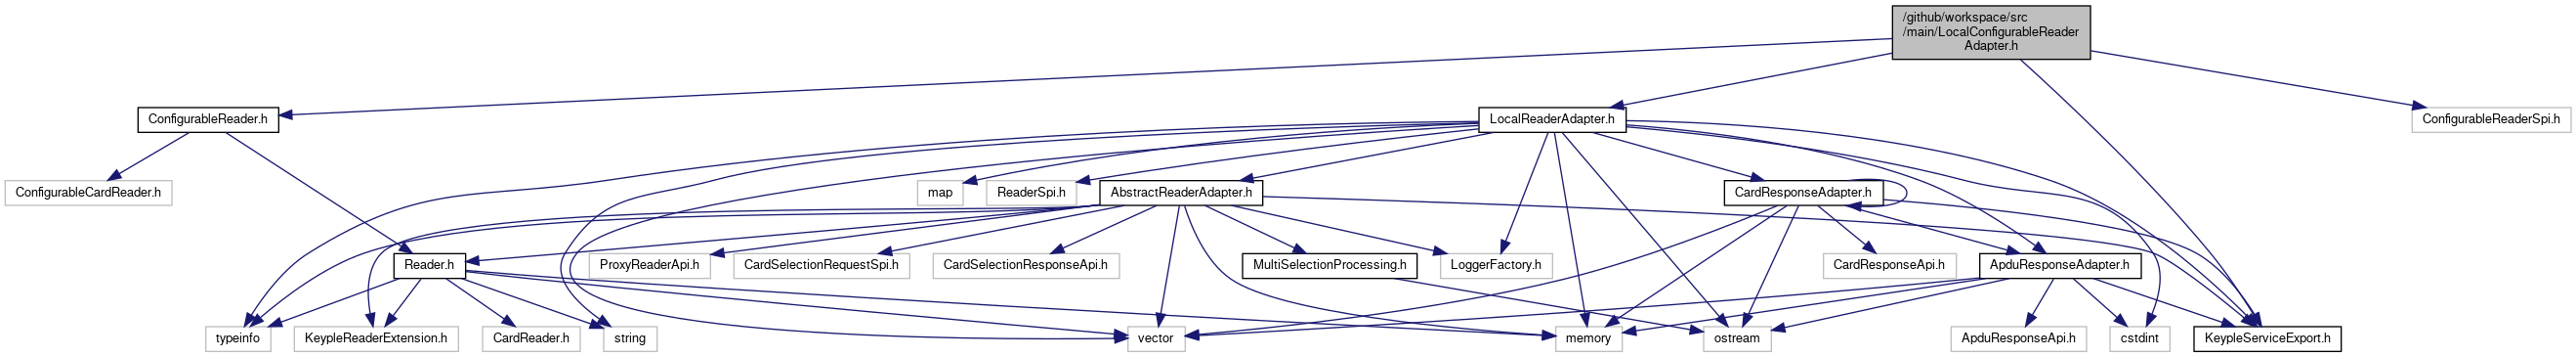 /github/workspace/src
/main/LocalConfigurableReader
Adapter.h
ConfigurableReader.h
LocalReaderAdapter.h
ConfigurableReaderSpi.h
ConfigurableCardReader.h
map
ReaderSpi.h
AbstractReaderAdapter.h
CardResponseAdapter.h
Reader.h
ProxyReaderApi.h
CardSelectionRequestSpi.h
CardSelectionResponseApi.h
MultiSelectionProcessing.h
LoggerFactory.h
CardResponseApi.h
ApduResponseAdapter.h
typeinfo
KeypleReaderExtension.h
CardReader.h
string
vector
memory
ostream
ApduResponseApi.h
cstdint
KeypleServiceExport.h